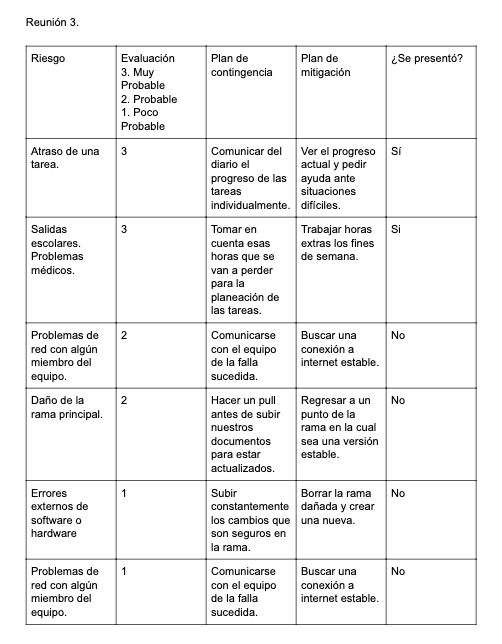 Reunión 3.
Riesgo
Evaluación
3. Muy
Probable
2. Probable
1. Poco
Probable
Plan de
contingencia
Plan de
mitigación
¿Se presentó?
Atraso de una
tarea.
3
Comunicar del
diario el
progreso de las
tareas
individualmente.
Ver el progreso
actual y pedir
ayuda ante
situaciones
difíciles.
Sí
Salidas
escolares.
Problemas
médicos.
3
Tomar en
cuenta esas
horas que se
van a perder
para la
planeación de
las tareas.
Trabajar horas
extras los fines
de semana.
Si
Problemas de
red con algún
miembro del
equipo.
2
Comunicarse
con el equipo
de la falla
sucedida.
Buscar una
conexión a
internet estable.
No
Daño de la
rama principal.
2
Hacer un pull
antes de subir
nuestros
documentos
para estar
actualizados.
Regresar a un
punto de la
rama en la cual
sea una versión
estable.
No
Errores
externos de
software o
hardware
1
Subir
constantemente
los cambios que
son seguros en
la rama.
Borrar la rama
dañada y crear
una nueva.
No
Problemas de
red con algún
miembro del
equipo.
1
Comunicarse
con el equipo
de la falla
sucedida.
Buscar una
conexión a
internet estable.
No